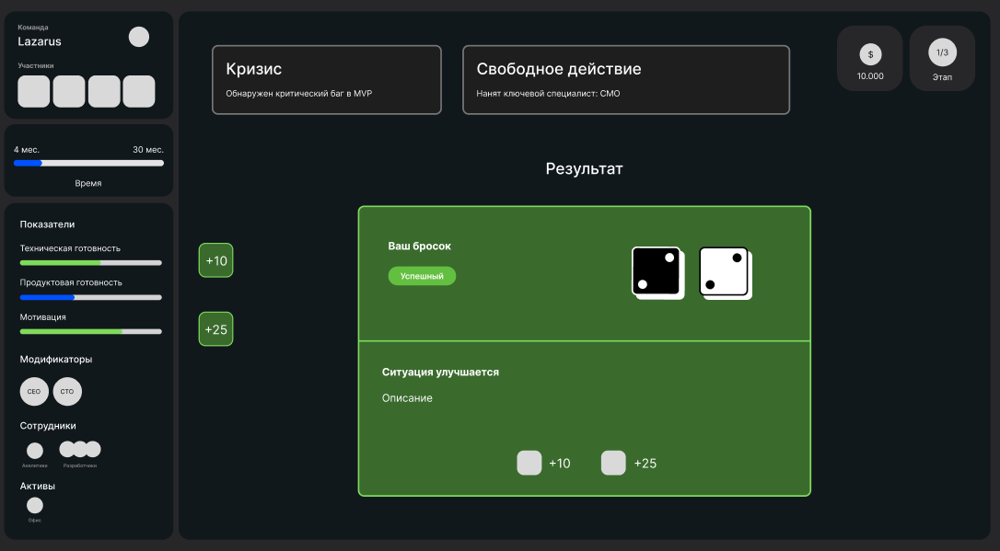 Команда
Lazarus
Участники
4 мес.
30 мес.
Время
Показатели
Техническая готовность
Продуктовая готовность
Мотивация
Модификаторы
CEO
CTO
Сотрудники
Аналитики
Разработчики
Активы
Офис
Кризис
Обнаружен критический баг в MVP
Свободное действие
Нанят ключевой специалист: CMO
$
10.000
1/3
Этап
Результат
+10
+25
Ваш бросок
Успешный
Ситуация улучшается
Описание
+10
+25